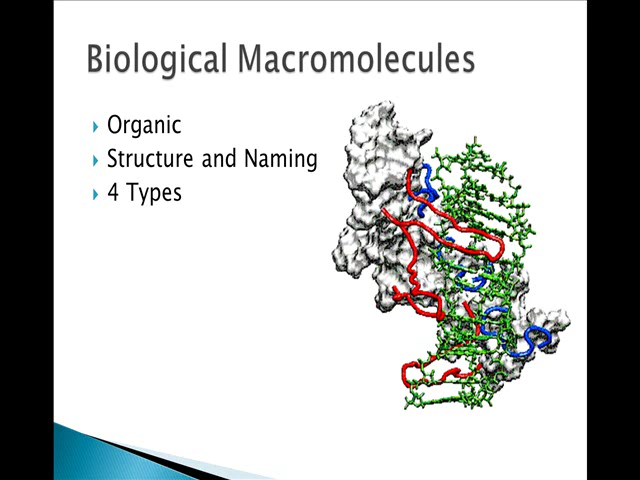 Biological Macromolecules
Organic
Structure and Naming
4 Types